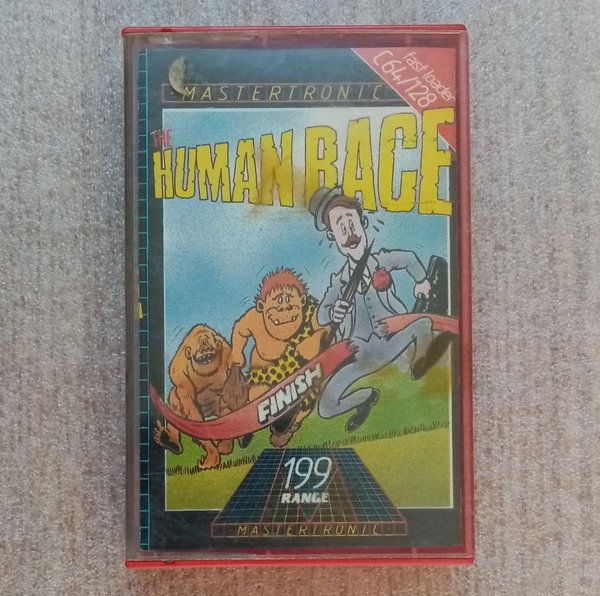 MASTERTRONIC
fast loader
C64/128
THE
HUMAN RACE
FINISH
199
RANGE
MASTERTRONIC